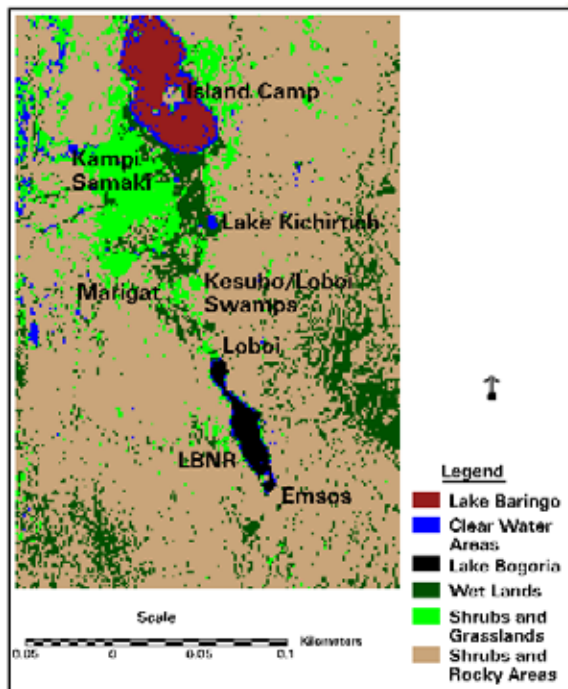 Island Camp
Kampi
Samaki
Lake Kichirtich
Marigat
Kesubo/Loboi
Swamps
Loboi
LBNR
Emsos
Legend
Lake Baringo
Clear Water
Areas
Lake Bogoria
Wet Lands
Shrubs and
Grasslands
Shrubs and
Rocky Areas
Scale
Kilometers
0.05 0 0.05 0.1